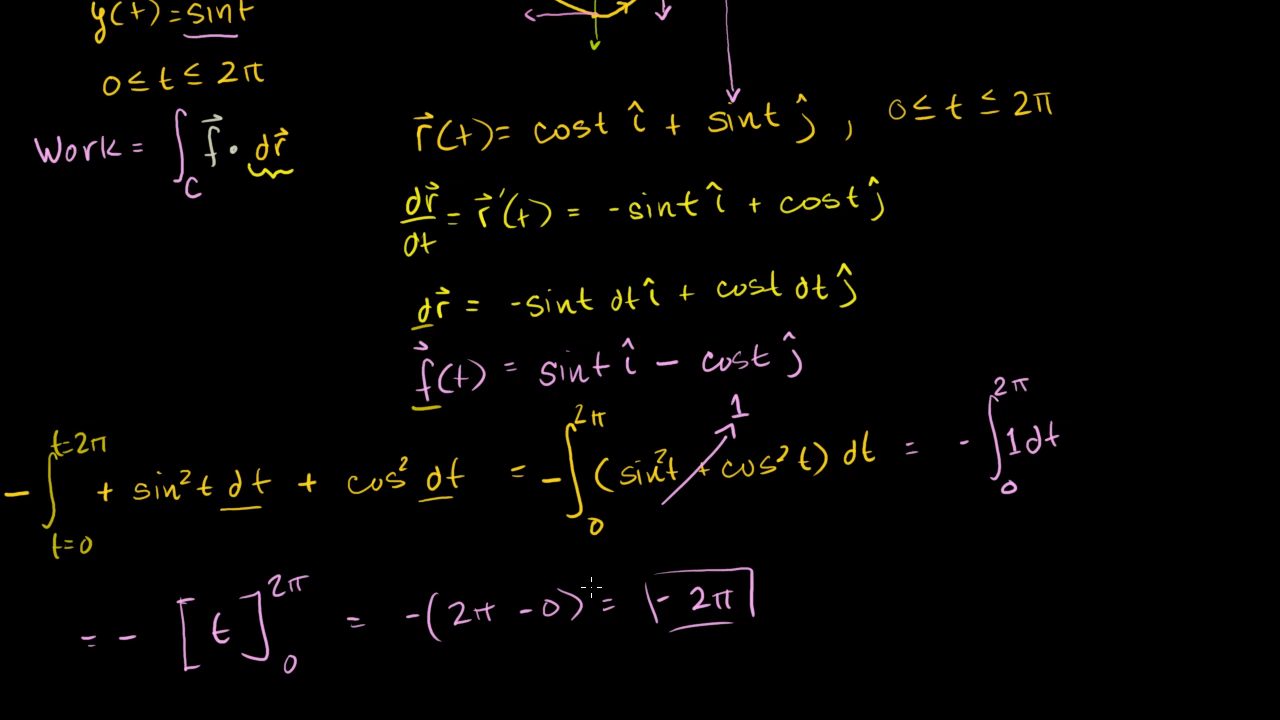 y(t) = sint
0 ≤ t ≤ 2π
Work = ∫_C f⃗ · dr⃗
r⃗(t) = cost î + sint ĵ , 0 ≤ t ≤ 2π
dr⃗/dt = r⃗′(t) = -sint î + cost ĵ
dr⃗ = -sint dt î + cost dt ĵ
f⃗(t) = sint î − cost ĵ
− ∫_{t=0}^{t=2π} + sin²t dt + cos² dt = −∫_0^{2π} (sin²t + cos²t) dt = -∫_0^{2π} 1dt
1
= - [t]_0^{2π} = -(2π - 0) = -2π